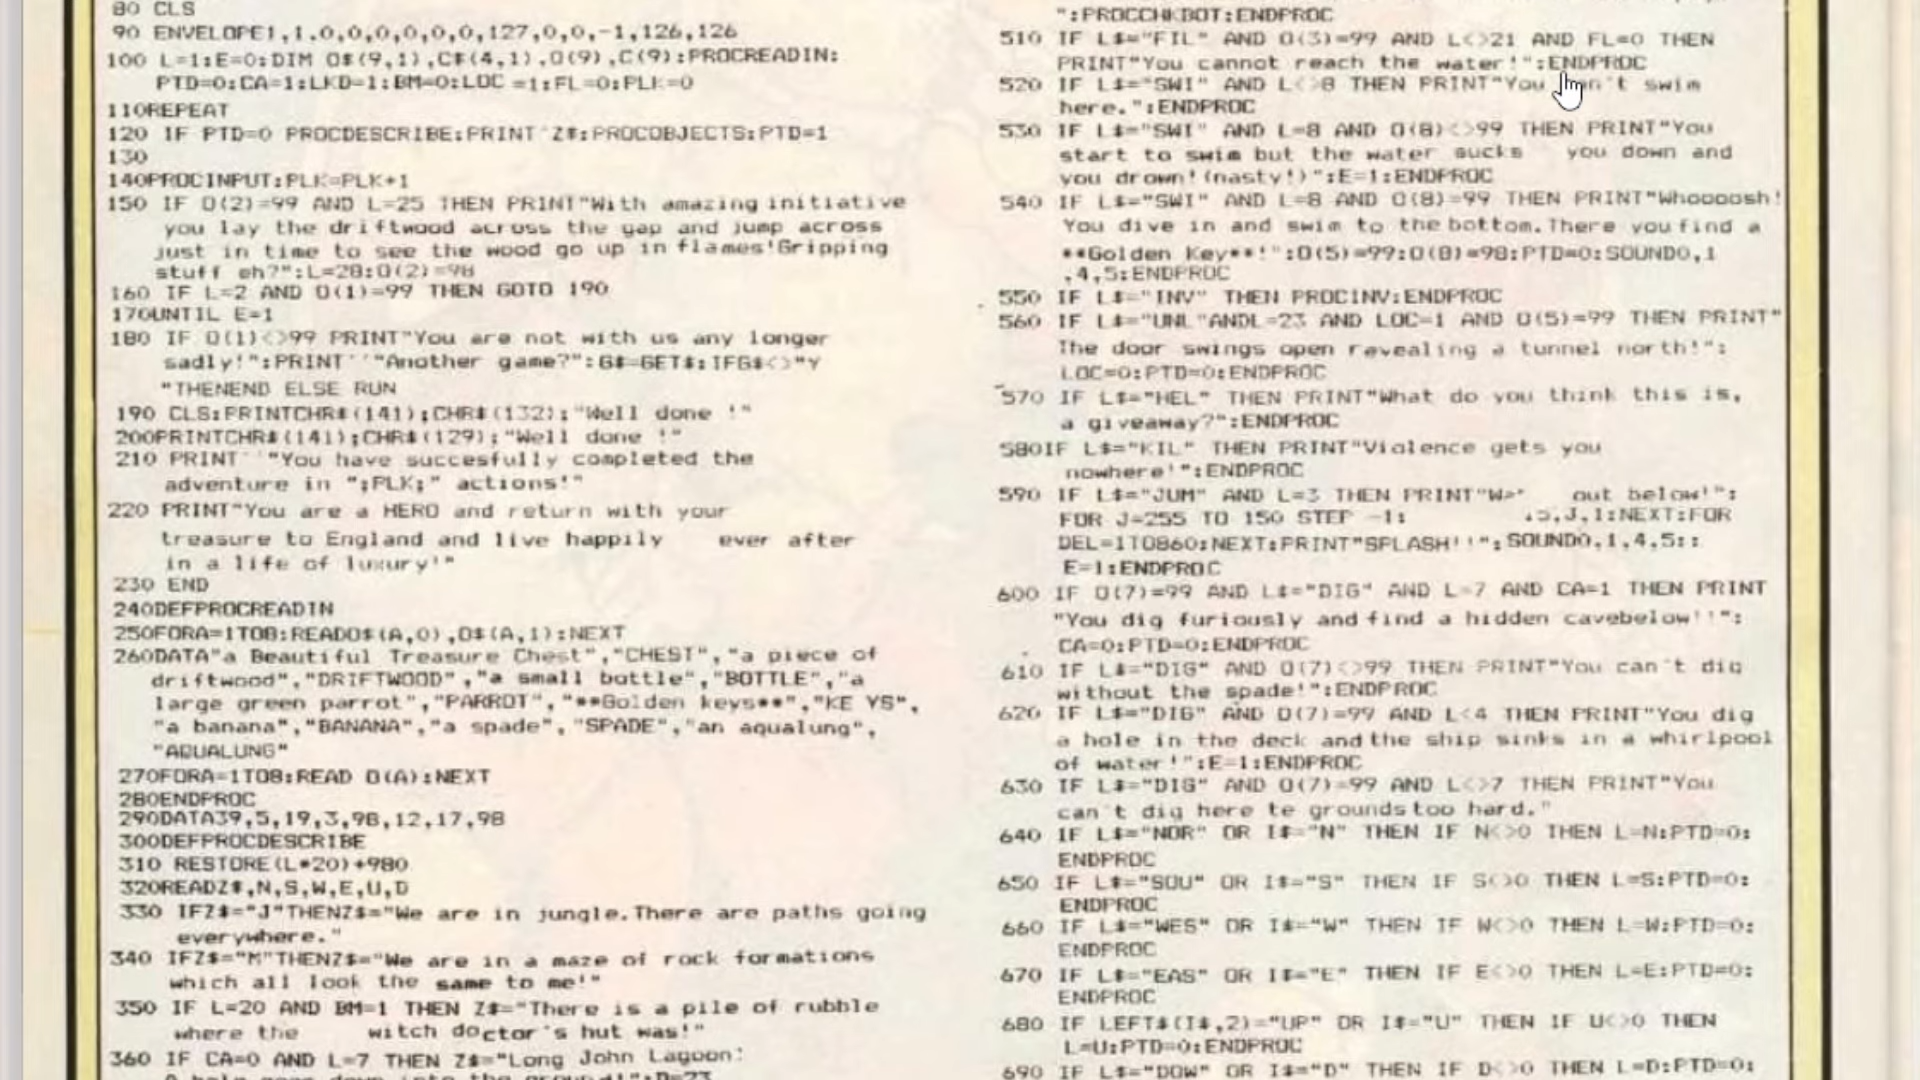 80 CLS
90 ENVELOPE1,1,0,0,0,0,0,0,127,0,0,-1,126,126
100 L=1:E=0:DIM O$(9,1),C$(4,1),O(9),C(9):PROCREADIN:
PTD=0:CA=1:LKD=1:BM=0:LOC =1:FL=0:PLK=0
110REPEAT
120 IF PTD=0 PROCDESCRIBE:PRINT'Z$:PROCOBJECTS:PTD=1
130
140PROCINPUT:PLK=PLK+1
150 IF O(2)=99 AND L=25 THEN PRINT"With amazing initiative
you lay the driftwood across the gap and jump across
just in time to see the wood go up in flames!Gripping
stuff eh?":L=28:O(2)=98
160 IF L=2 AND O(1)=99 THEN GOTO 190
170UNTIL E=1
180 IF O(1)<>99 PRINT"You are not with us any longer
sadly!":PRINT''"Another game?":G$=GET$:IFG$<>"Y
"THENEND ELSE RUN
190 CLS:PRINTCHR$(141);CHR$(132);"Well done !"
200PRINTCHR$(141);CHR$(129);"Well done !"
210 PRINT''"You have succesfully completed the
adventure in ";PLK;" actions!"
220 PRINT"You are a HERO and return with your
treasure to England and live happily ever after
in a life of luxury!"
230 END
240DEFPROCREADIN
250FORA=1TO8:READO$(A,0),O$(A,1):NEXT
260DATA"a Beautiful Treasure Chest","CHEST","a piece of
driftwood","DRIFTWOOD","a small bottle","BOTTLE","a
large green parrot","PARROT","**Golden keys**","KE YS",
"a banana","BANANA","a spade","SPADE","an aqualung",
"AQUALUNG"
270FORA=1TO8:READ O(A):NEXT
280ENDPROC
290DATA39,5,19,3,98,12,17,98
300DEFPROCDESCRIBE
310 RESTORE(L*20)+980
320READZ$,N,S,W,E,U,D
330 IFZ$="J"THENZ$="We are in jungle.There are paths going
everywhere."
340 IFZ$="M"THENZ$="We are in a maze of rock formations
which all look the same to me!"
350 IF L=20 AND BM=1 THEN Z$="There is a pile of rubble
where the witch doctor's hut was!"
360 IF CA=0 AND L=7 THEN Z$="Long John Lagoon!
A hole goes down into the ground!":D=23
":PROCCHKBOT:ENDPROC
510 IF L$="FIL" AND O(3)=99 AND L<>21 AND FL=0 THEN
PRINT"You cannot reach the water!":ENDPROC
520 IF L$="SWI" AND L<>8 THEN PRINT"You swim
here.":ENDPROC
530 IF L$="SWI" AND L=8 AND O(8)<>99 THEN PRINT"You
start to swim but the water sucks you down and
you drown!(nasty!)":E=1:ENDPROC
540 IF L$="SWI" AND L=8 AND O(8)=99 THEN PRINT"Whoooosh!
You dive in and swim to the bottom.There you find a
**Golden Key**!":O(5)=99:O(8)=98:PTD=0:SOUND0,1
,4,5:ENDPROC
550 IF L$="INV" THEN PROCINV:ENDPROC
560 IF L$="UNL"ANDL=23 AND LOC=1 AND O(5)=99 THEN PRINT"
The door swings open revealing a tunnel north!":
LOC=0:PTD=0:ENDPROC
570 IF L$="HEL" THEN PRINT"What do you think this is,
a giveaway?":ENDPROC
580IF L$="KIL" THEN PRINT"Violence gets you
nowhere!":ENDPROC
590 IF L$="JUM" AND L=3 THEN PRINT" out below!":
FOR J=255 TO 150 STEP -1: ,J,1:NEXT:FOR
DEL=1TO860:NEXT:PRINT"SPLASH!!":SOUND0,1,4,5::
E=1:ENDPROC
600 IF O(7)=99 AND L$="DIG" AND L=7 AND CA=1 THEN PRINT
"You dig furiously and find a hidden cavebelow!!":
CA=0:PTD=0:ENDPROC
610 IF L$="DIG" AND O(7)<>99 THEN PRINT"You can't dig
without the spade!":ENDPROC
620 IF L$="DIG" AND O(7)=99 AND L<4 THEN PRINT"You dig
a hole in the deck and the ship sinks in a whirlpool
of water!":E=1:ENDPROC
630 IF L$="DIG" AND O(7)=99 AND L<>7 THEN PRINT"You
can't dig here te grounds too hard."
640 IF L$="NOR" OR I$="N" THEN IF N<>0 THEN L=N:PTD=0:
ENDPROC
650 IF L$="SOU" OR I$="S" THEN IF S<>0 THEN L=S:PTD=0:
ENDPROC
660 IF L$="WES" OR I$="W" THEN IF W<>0 THEN L=W:PTD=0:
ENDPROC
670 IF L$="EAS" OR I$="E" THEN IF E<>0 THEN L=E:PTD=0:
ENDPROC
680 IF LEFT$(I$,2)="UP" OR I$="U" THEN IF U<>0 THEN
L=U:PTD=0:ENDPROC
690 IF L$="DOW" OR I$="D" THEN IF D<>0 THEN L=D:PTD=0: